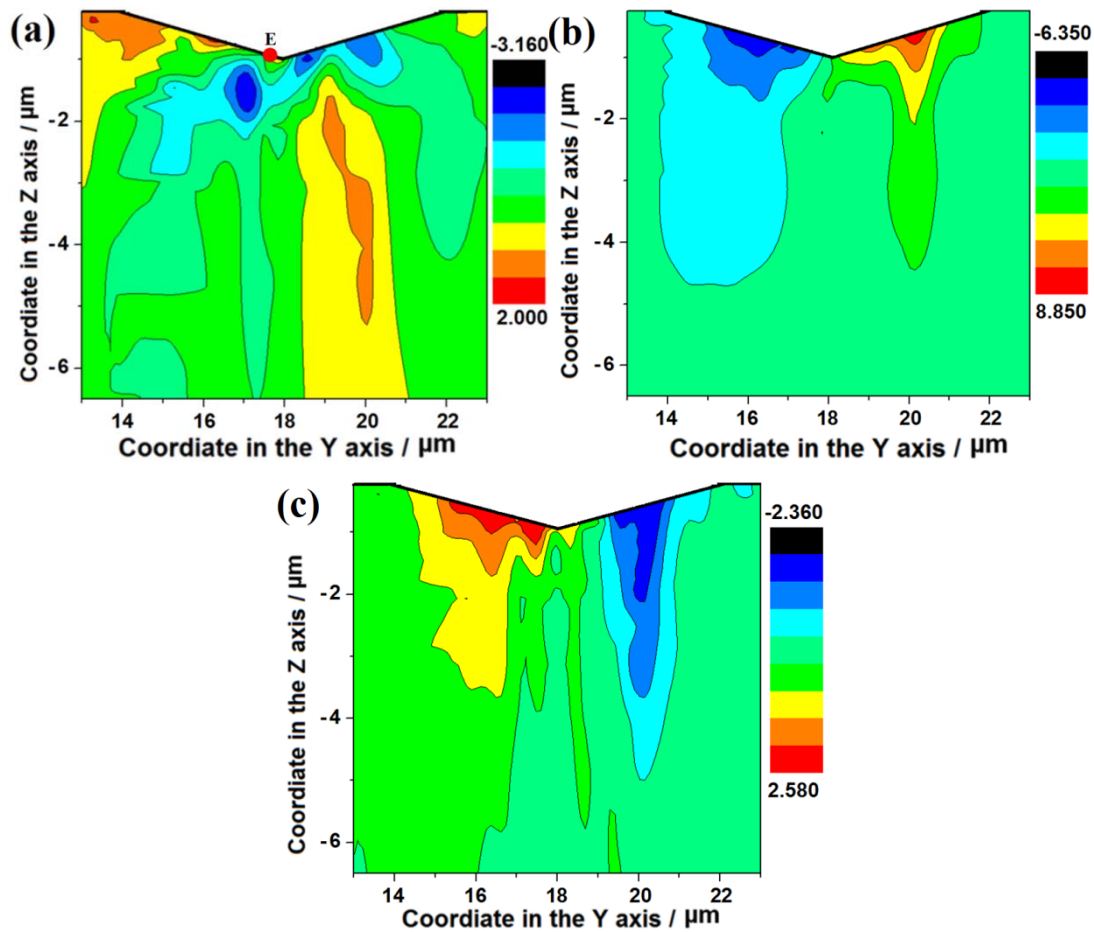 (a)
E
-3.160
2.000
-2
-4
-6
14 16 18 20 22
Coordiate in the Y axis / µm
Coordiate in the Z axis / µm
(b)
-6.350
8.850
-2
-4
-6
14 16 18 20 22
Coordiate in the Y axis / µm
Coordiate in the Z axis / µm
(c)
-2.360
2.580
-2
-4
-6
14 16 18 20 22
Coordiate in the Y axis / µm
Coordiate in the Z axis / µm